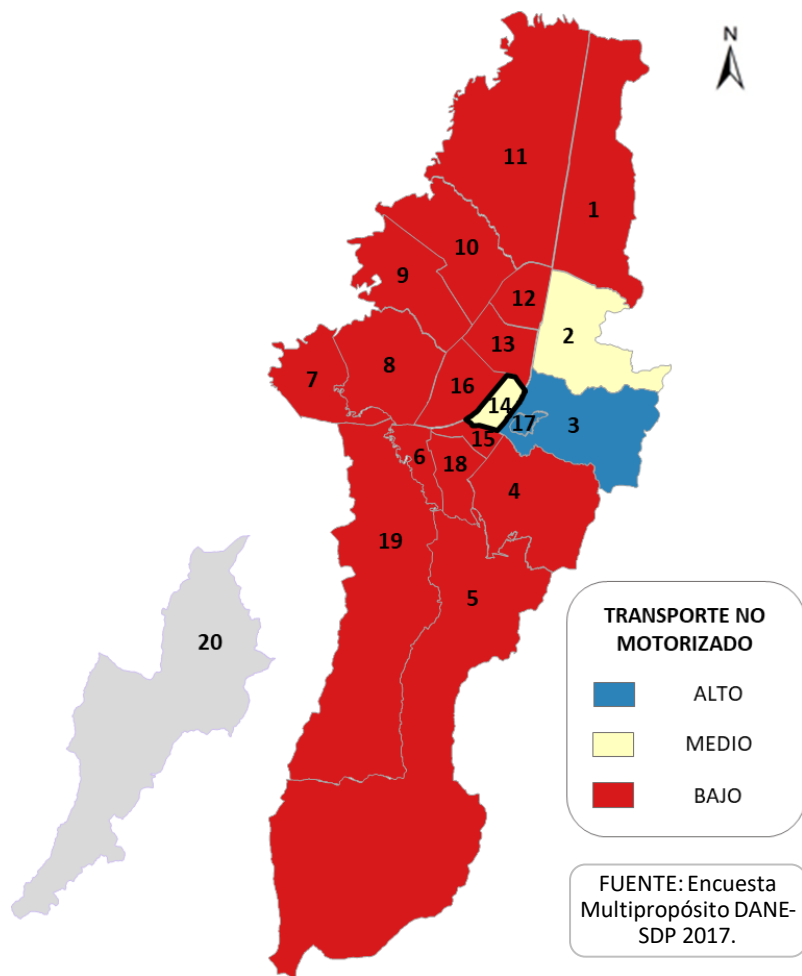 N
11
1
10
9
12
2
13
8
7
16
14
17
3
15
6
18
4
19
5
20
TRANSPORTE NO
MOTORIZADO
ALTO
MEDIO
BAJO
FUENTE: Encuesta
Multipropósito DANE-
SDP 2017.